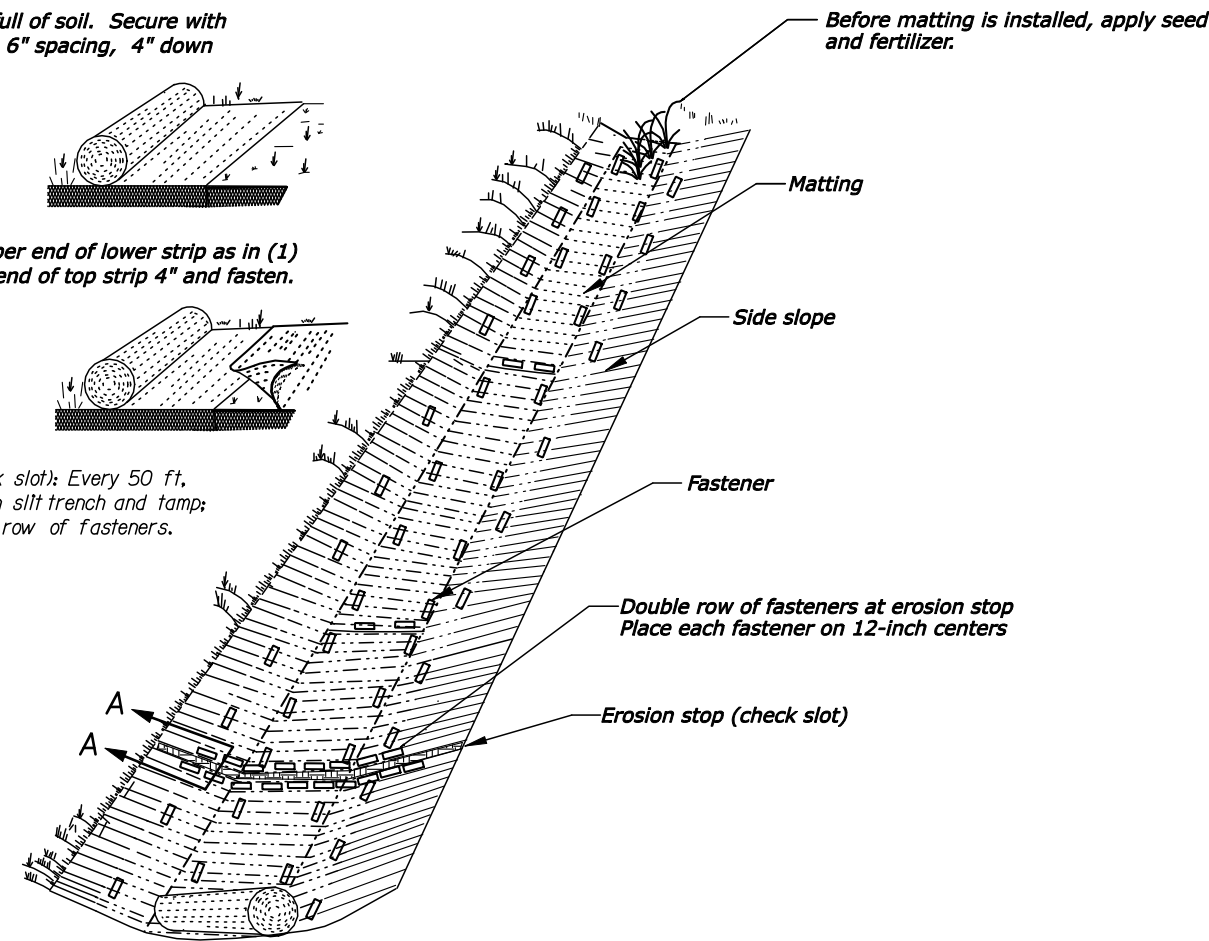 full of soil. Secure with
6" spacing, 4" down
per end of lower strip as in (1)
end of top strip 4" and fasten.
k slot): Every 50 ft,
n slit trench and tamp;
row of fasteners.
Before matting is installed, apply seed
and fertilizer.
Matting
Side slope
Fastener
Double row of fasteners at erosion stop
Place each fastener on 12-inch centers
Erosion stop (check slot)
A
A